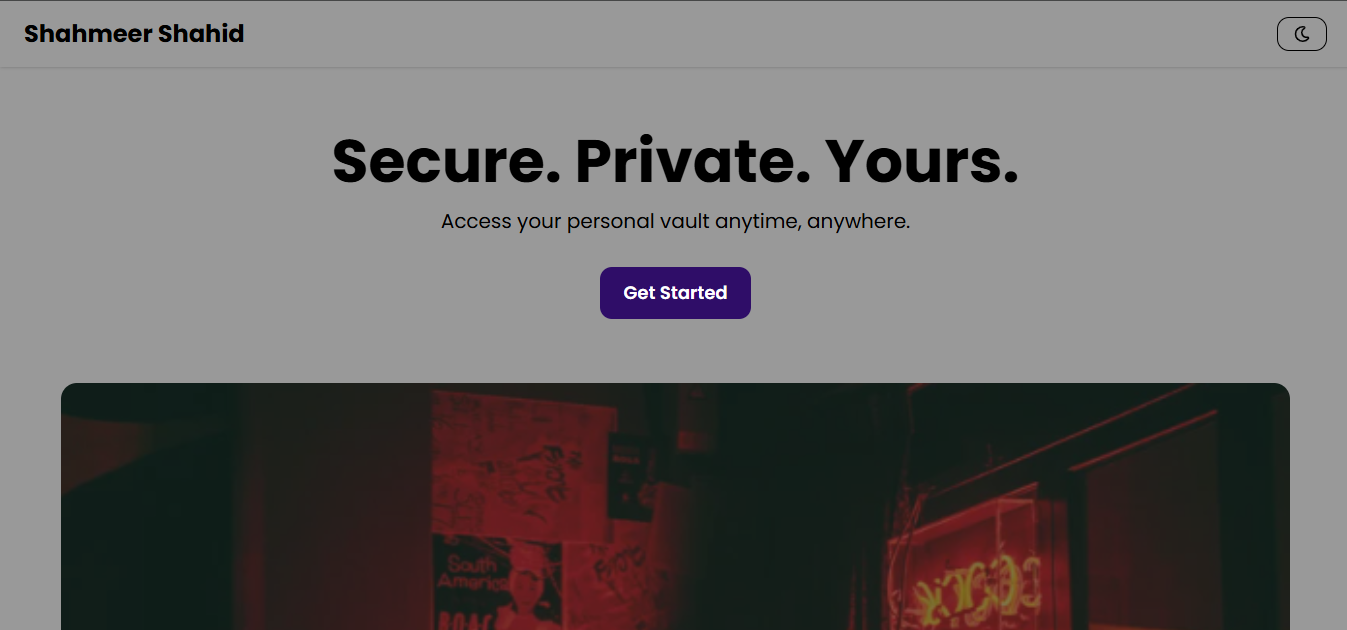 Shahmeer Shahid
Secure. Private. Yours.
Access your personal vault anytime, anywhere.
Get Started
South
America